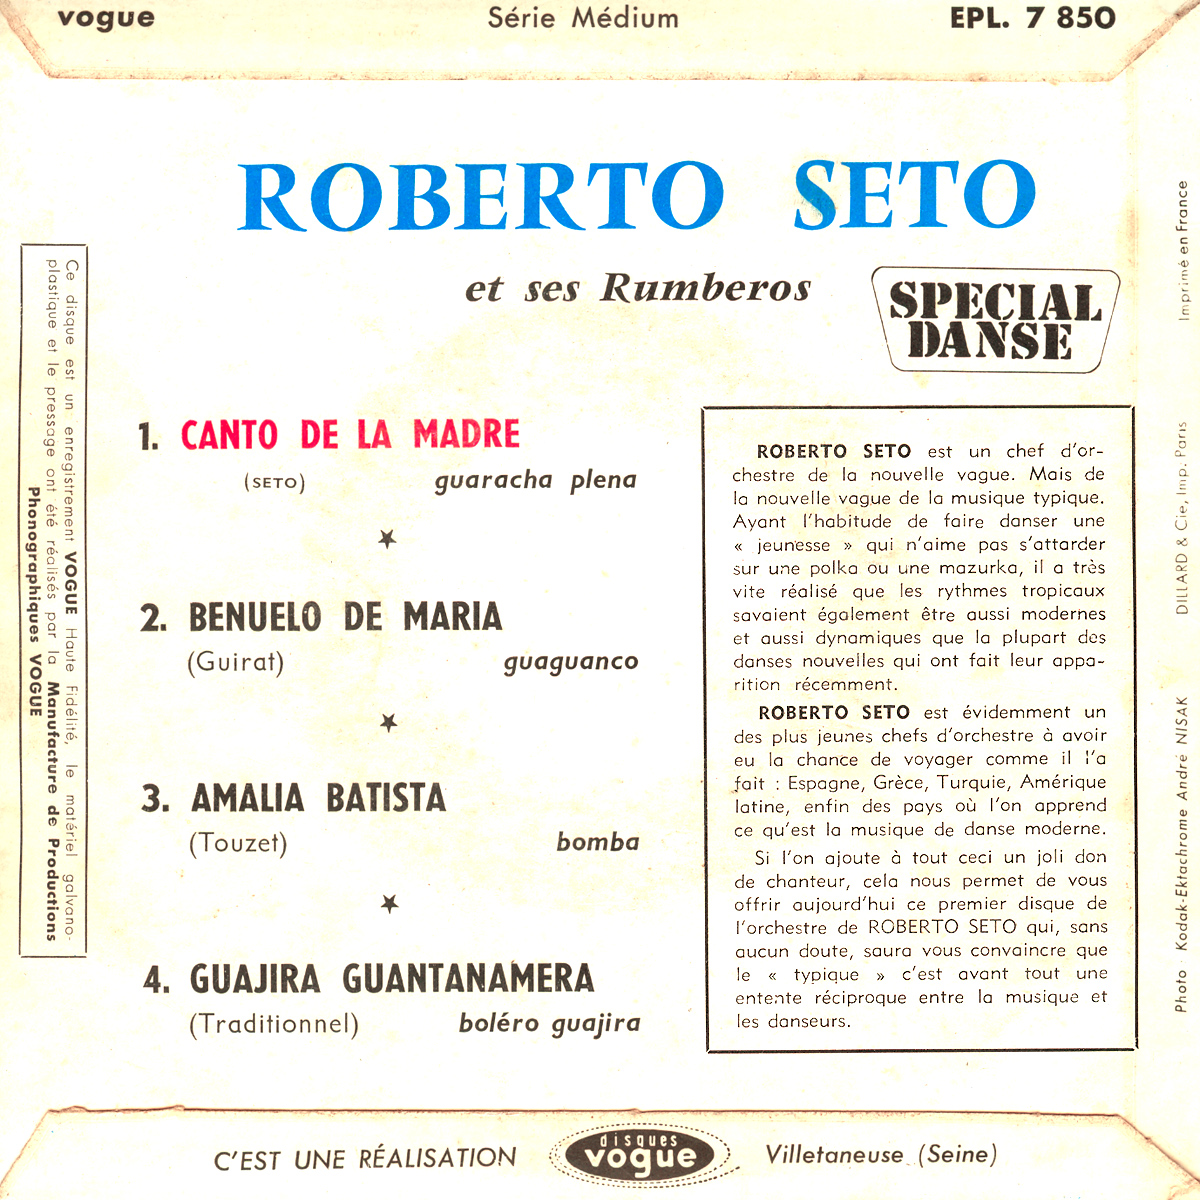 vogue Série Médium EPL. 7 850
ROBERTO SETO
et ses Rumberos
SPECIAL
DANSE
1. CANTO DE LA MADRE
(SETO) guaracha plena
2. BENUELO DE MARIA
(Guirat) guaguanco
3. AMALIA BATISTA
(Touzet) bomba
4. GUAJIRA GUANTANAMERA
(Traditionnel) boléro guajira
ROBERTO SETO est un chef d'or-
chestre de la nouvelle vague. Mais de
la nouvelle vague de la musique typique.
Ayant l'habitude de faire danser une
« jeunesse » qui n'aime pas s'attarder
sur une polka ou une mazurka, il a très
vite réalisé que les rythmes tropicaux
savaient également être aussi modernes
et aussi dynamiques que la plupart des
danses nouvelles qui ont fait leur appa-
rition récemment.
ROBERTO SETO est évidemment un
des plus jeunes chefs d'orchestre à avoir
eu la chance de voyager comme il l'a
fait : Espagne, Grèce, Turquie, Amérique
latine, enfin des pays où l'on apprend
ce qu'est la musique de danse moderne.
Si l'on ajoute à tout ceci un joli don
de chanteur, cela nous permet de vous
offrir aujourd'hui ce premier disque de
l'orchestre de ROBERTO SETO qui, sans
aucun doute, saura vous convaincre que
le « typique » c'est avant tout une
entente réciproque entre la musique et
les danseurs.
Ce disque est un enregistrement VOGUE Haute Fidélité, le matériel galvano-
plastique et le pressage ont été réalisés par la Manufacture de Productions
Phonographiques VOGUE
Photo · Kodak-Ektachrome André NISAK DILLARD & Cie, Imp. Paris Imprimé en France
C'EST UNE RÉALISATION disques vogue Villetaneuse (Seine)